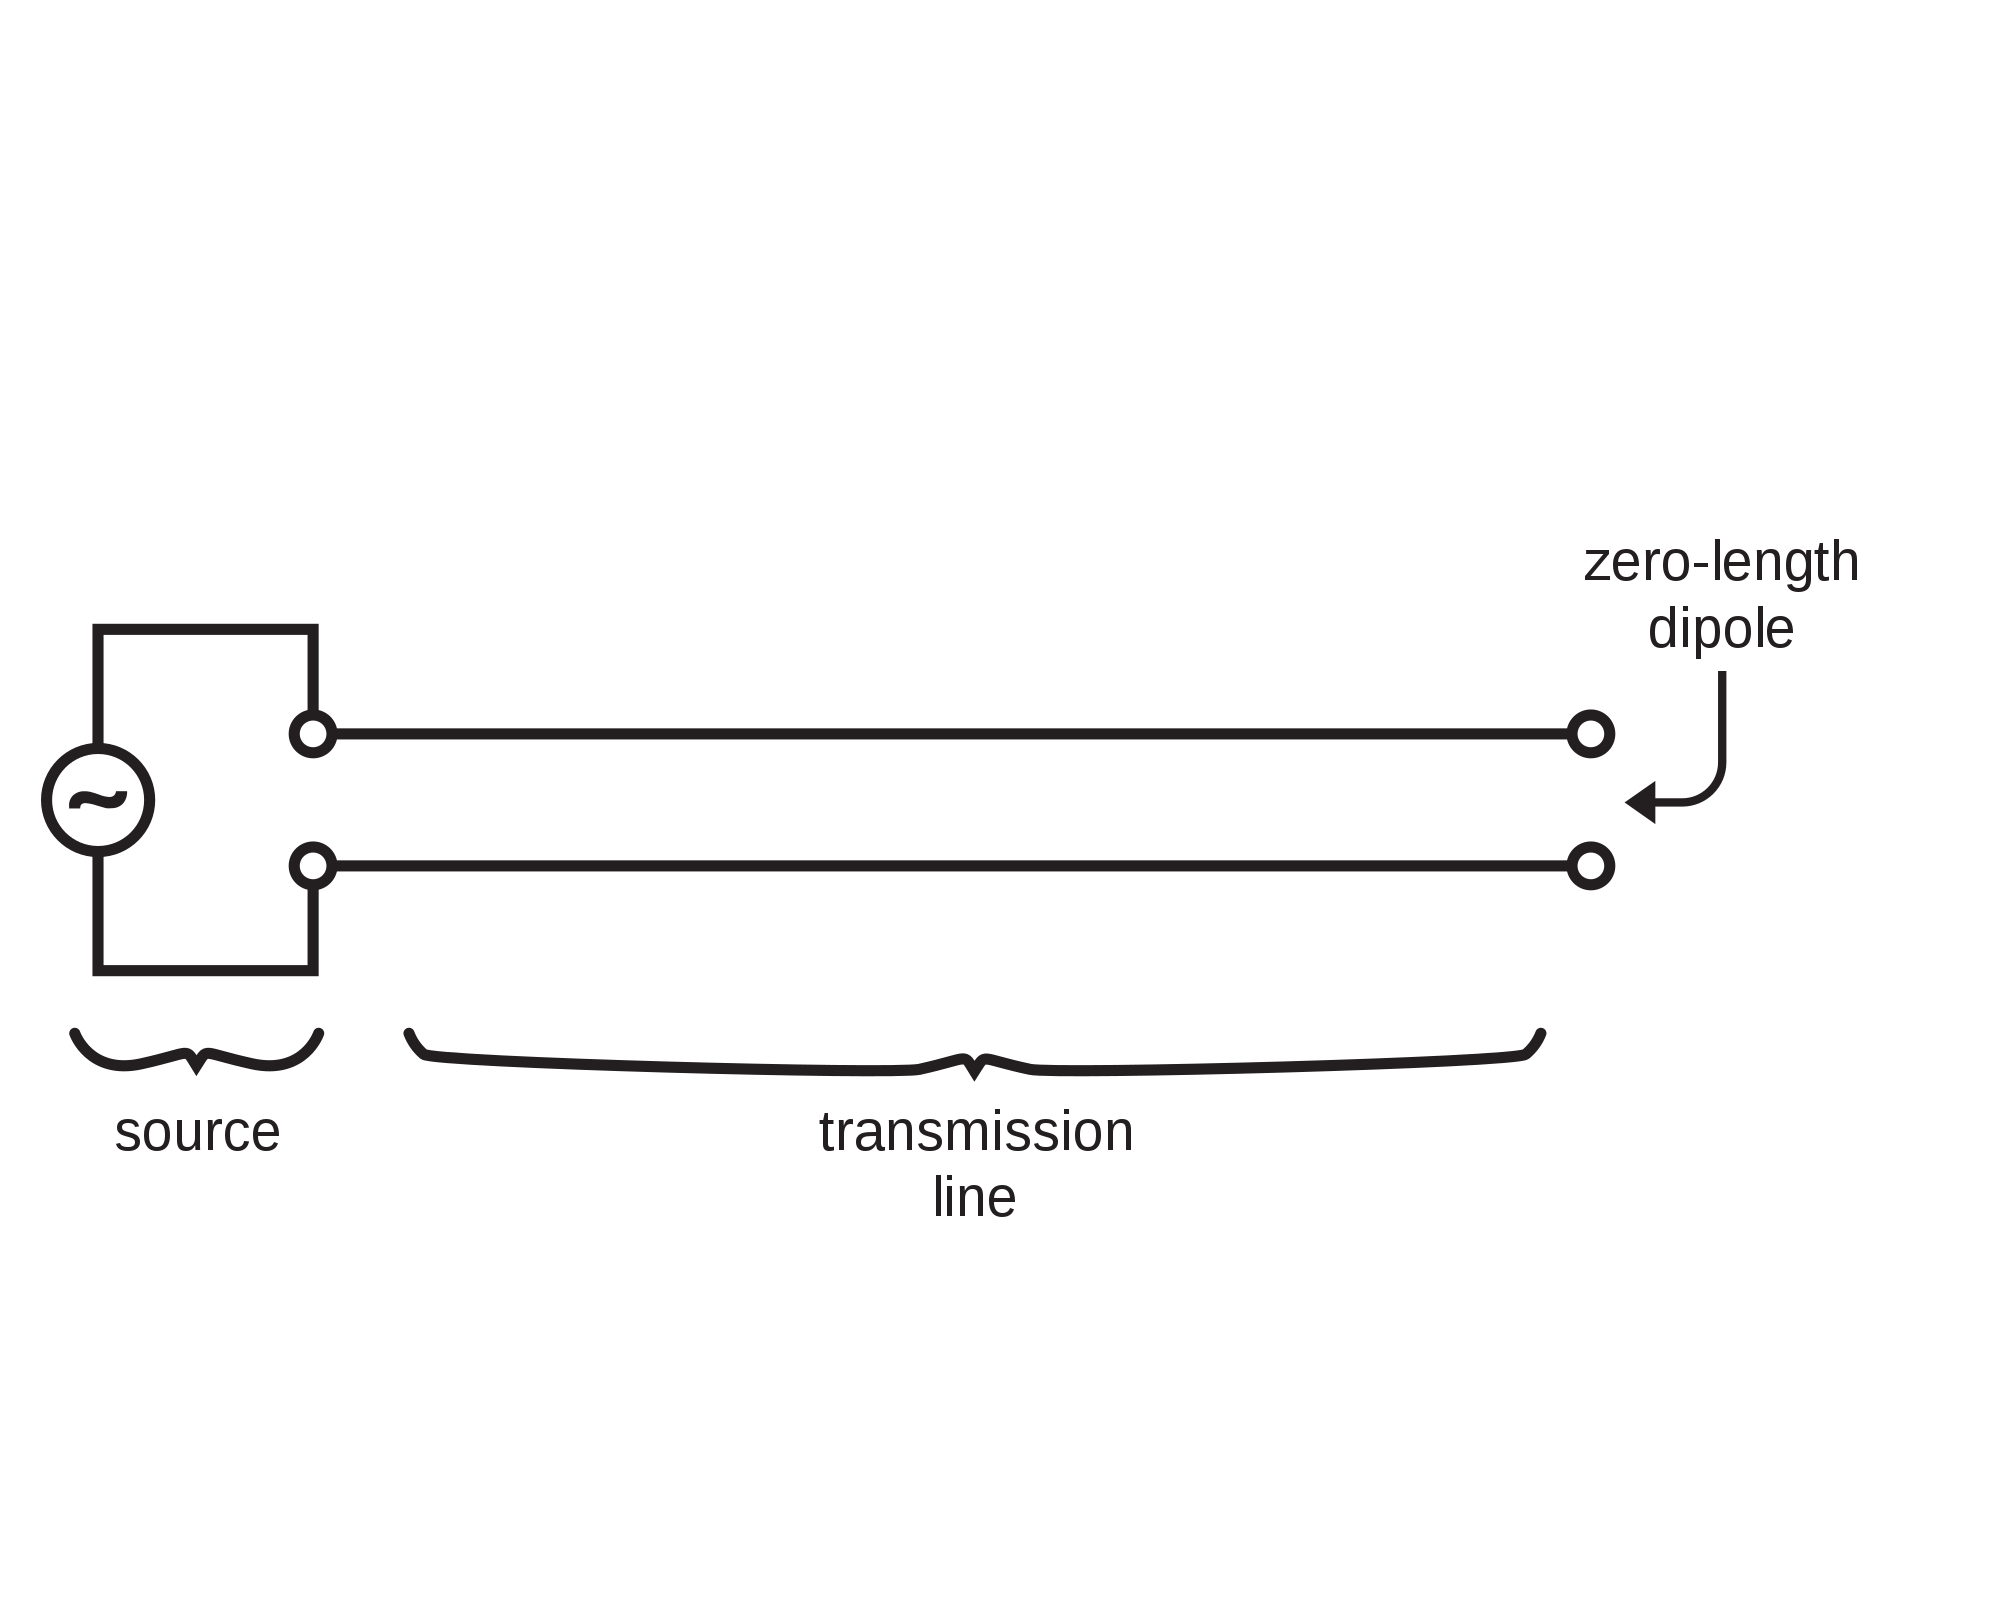 zero-length
dipole
~
source
transmission
line